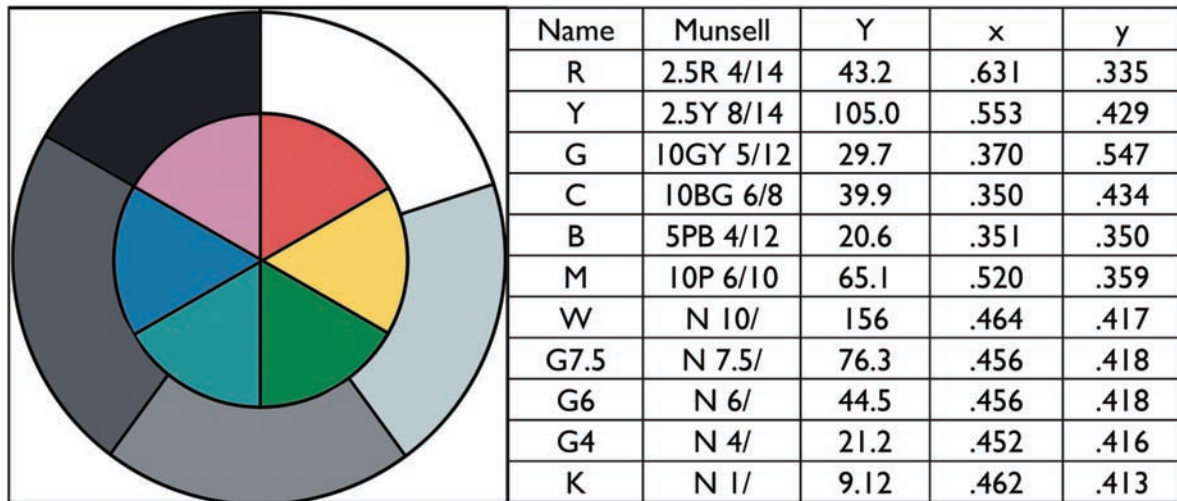 Name Munsell Y x y
R 2.5R 4/14 43.2 .631 .335
Y 2.5Y 8/14 105.0 .553 .429
G 10GY 5/12 29.7 .370 .547
C 10BG 6/8 39.9 .350 .434
B 5PB 4/12 20.6 .351 .350
M 10P 6/10 65.1 .520 .359
W N 10/ 156 .464 .417
G7.5 N 7.5/ 76.3 .456 .418
G6 N 6/ 44.5 .456 .418
G4 N 4/ 21.2 .452 .416
K N 1/ 9.12 .462 .413